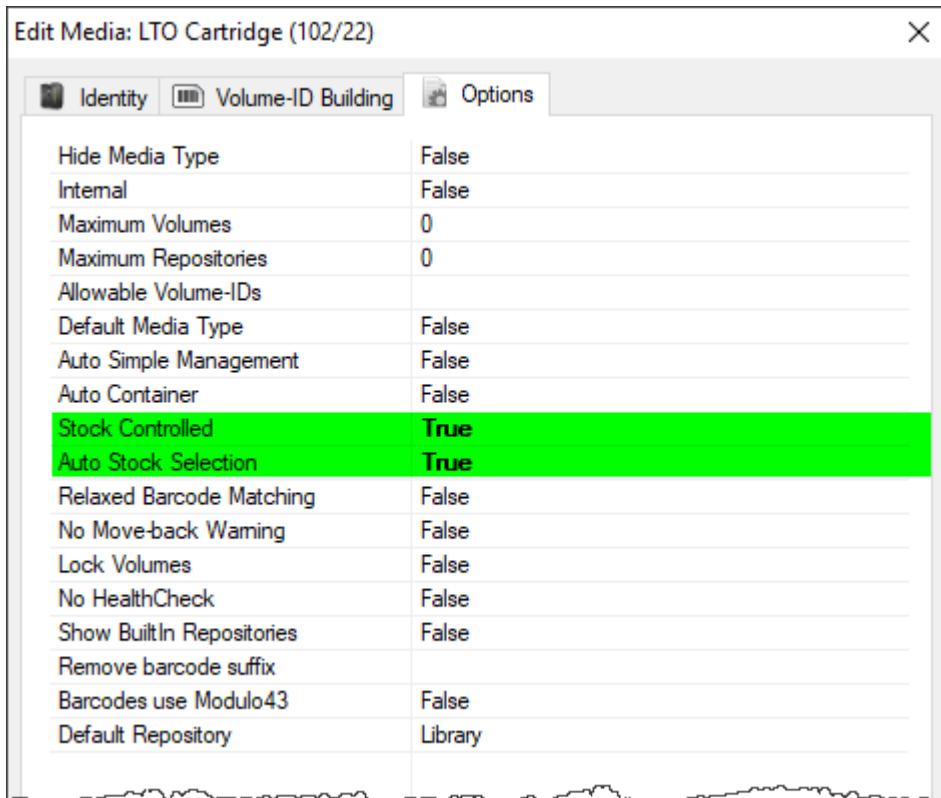 Edit Media: LTO Cartridge (102/22)
Identity Volume-ID Building Options
Hide Media Type False
Internal False
Maximum Volumes 0
Maximum Repositories 0
Allowable Volume-IDs
Default Media Type False
Auto Simple Management False
Auto Container False
Stock Controlled True
Auto Stock Selection True
Relaxed Barcode Matching False
No Move-back Warning False
Lock Volumes False
No HealthCheck False
Show BuiltIn Repositories False
Remove barcode suffix
Barcodes use Modulo43 False
Default Repository Library